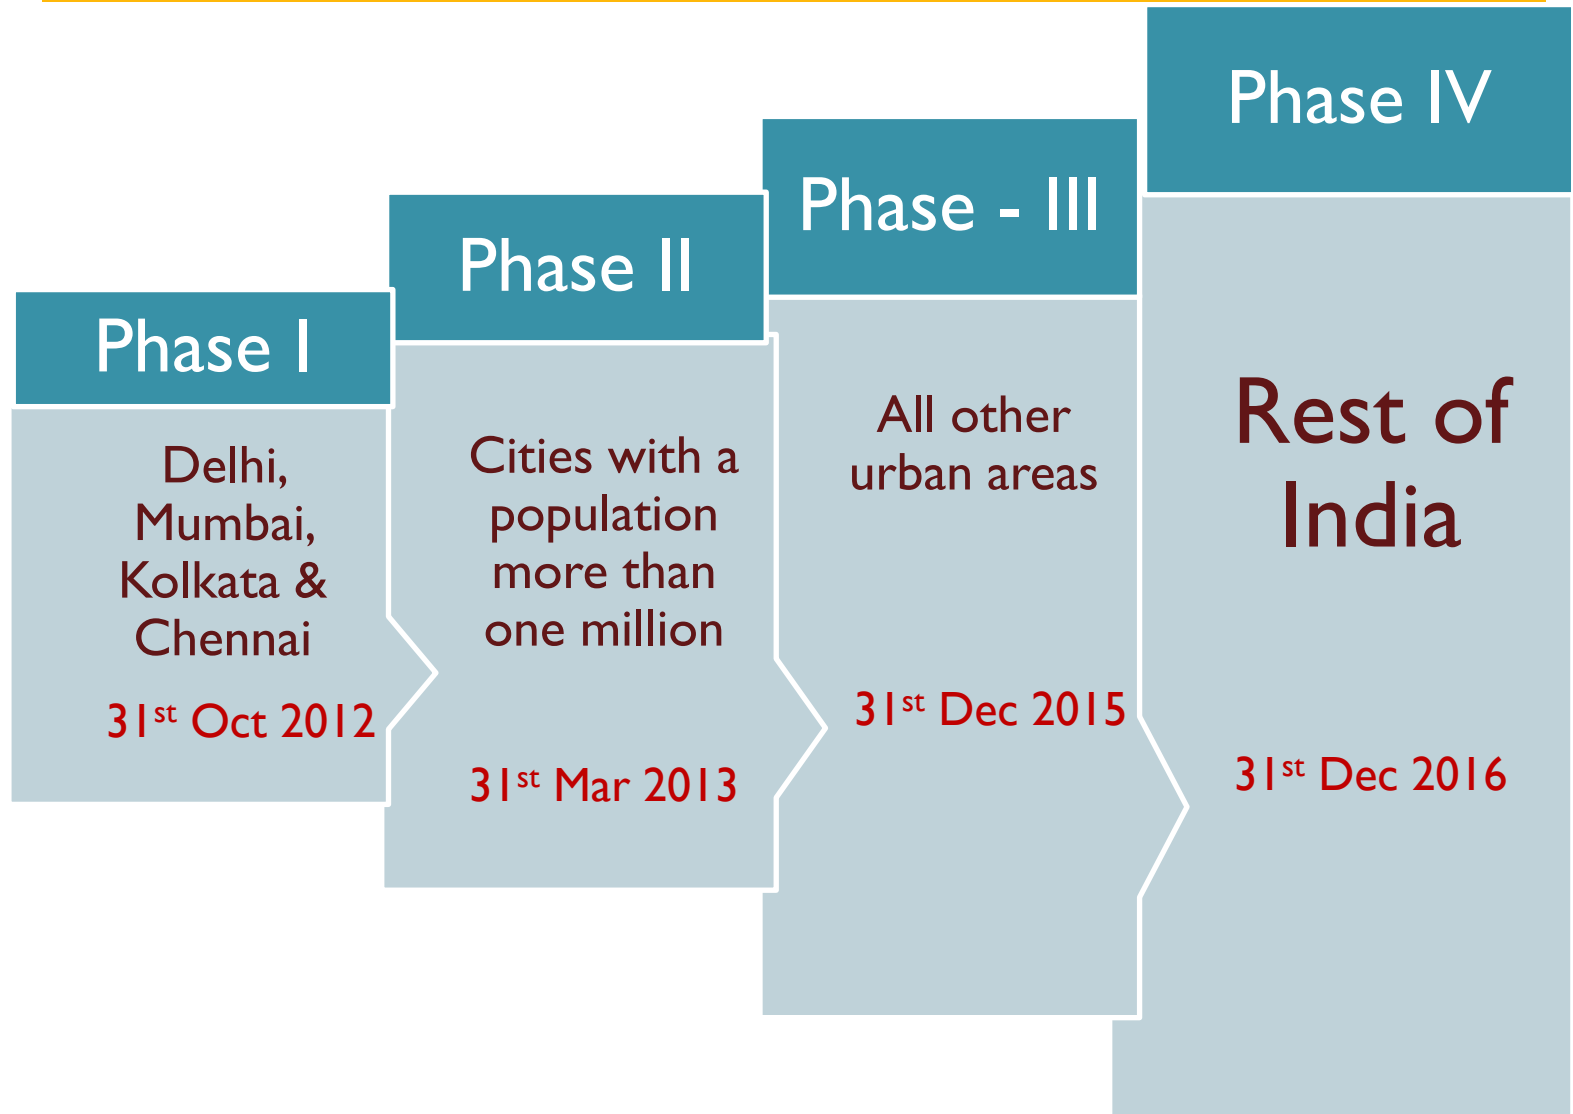 Phase I
Delhi,
Mumbai,
Kolkata &
Chennai
31st Oct 2012
Phase II
Cities with a
population
more than
one million
31st Mar 2013
Phase - III
All other
urban areas
31st Dec 2015
Phase IV
Rest of
India
31st Dec 2016